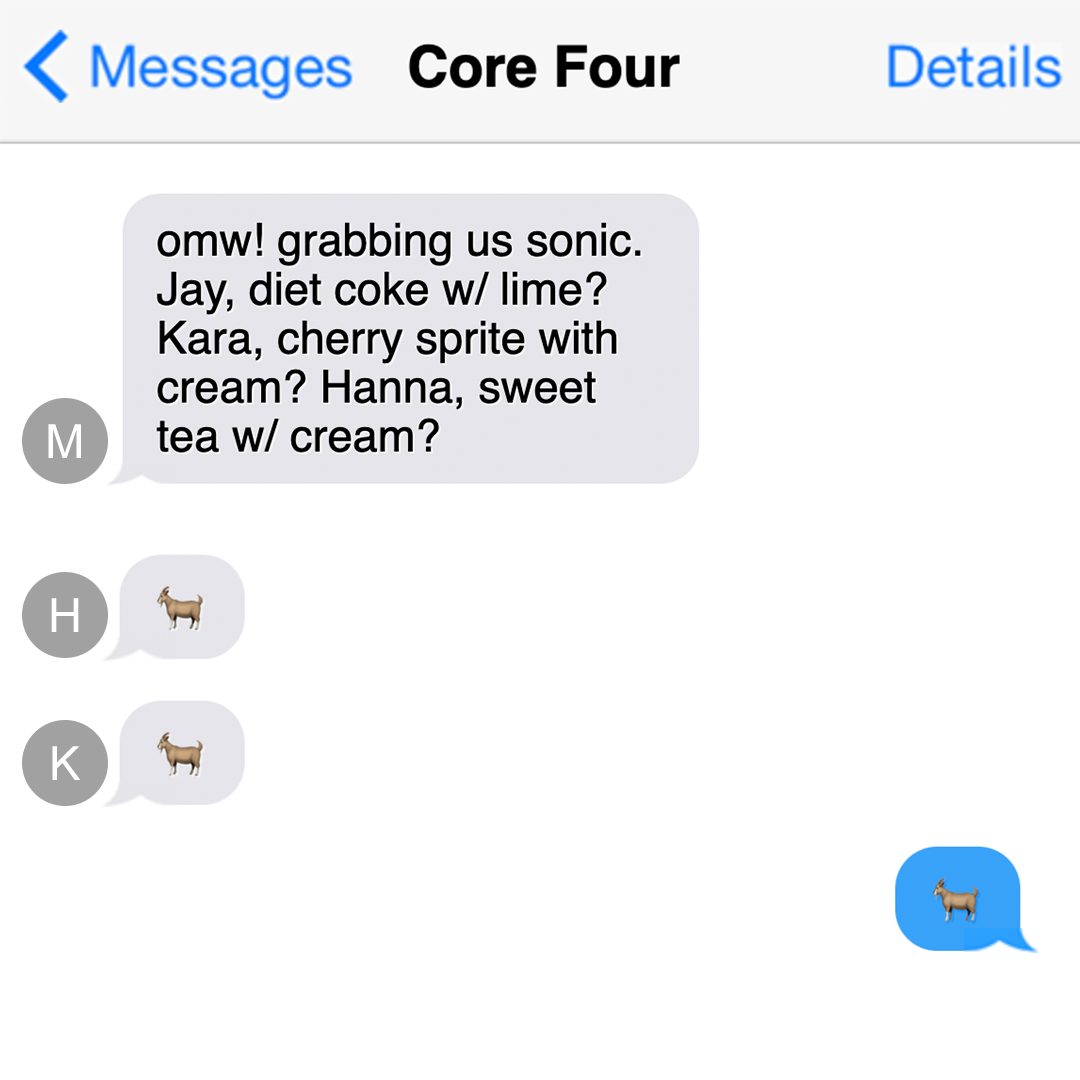 Messages Core Four Details
omw! grabbing us sonic.
Jay, diet coke w/ lime?
Kara, cherry sprite with
cream? Hanna, sweet
tea w/ cream?
M
H 🐐
K 🐐
🐐